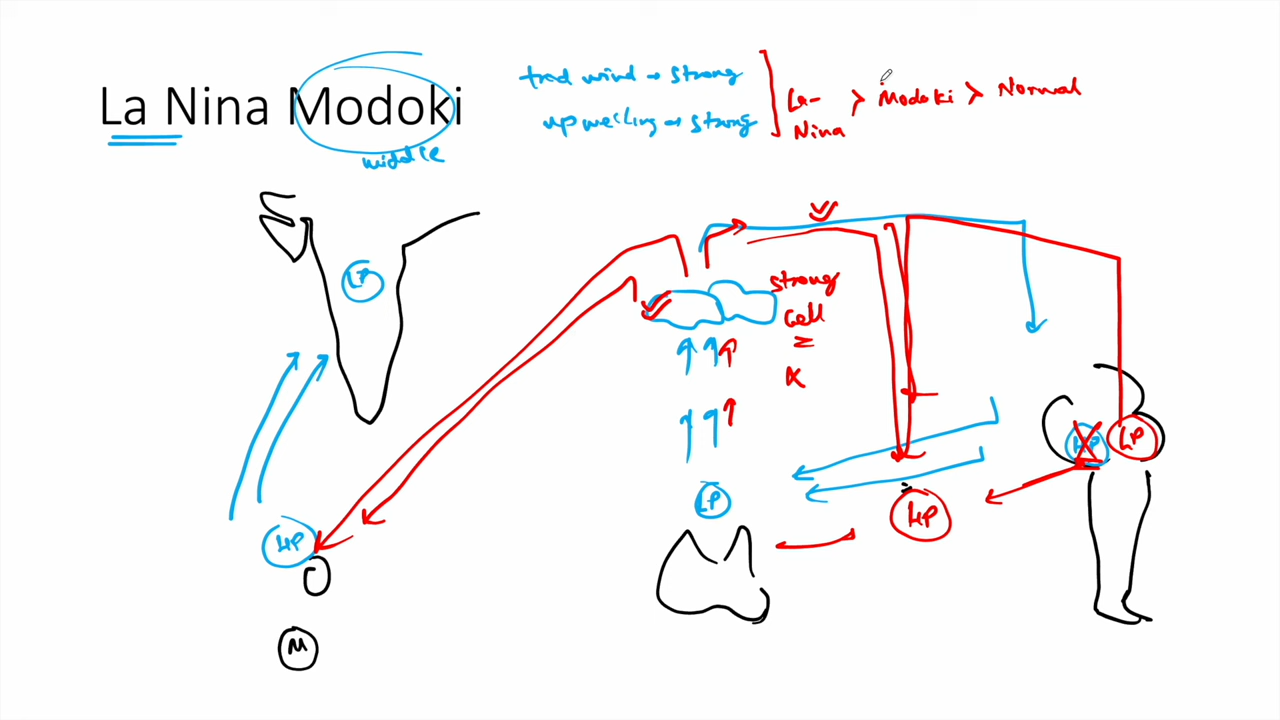 La Nina Modoki
middle
trad wind → strong
upwelling → strong
La-
Nina
> Modoki > Normal
LP
strong
Cell
HP
LP
HP
HP
LP
M